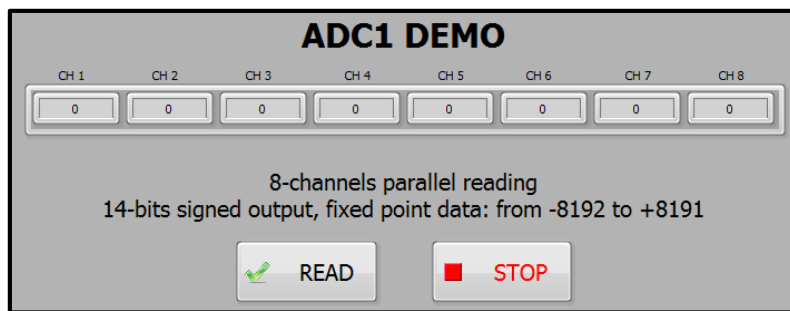 ADC1 DEMO
CH 1 CH 2 CH 3 CH 4 CH 5 CH 6 CH 7 CH 8
0 0 0 0 0 0 0 0
8-channels parallel reading
14-bits signed output, fixed point data: from -8192 to +8191
READ STOP